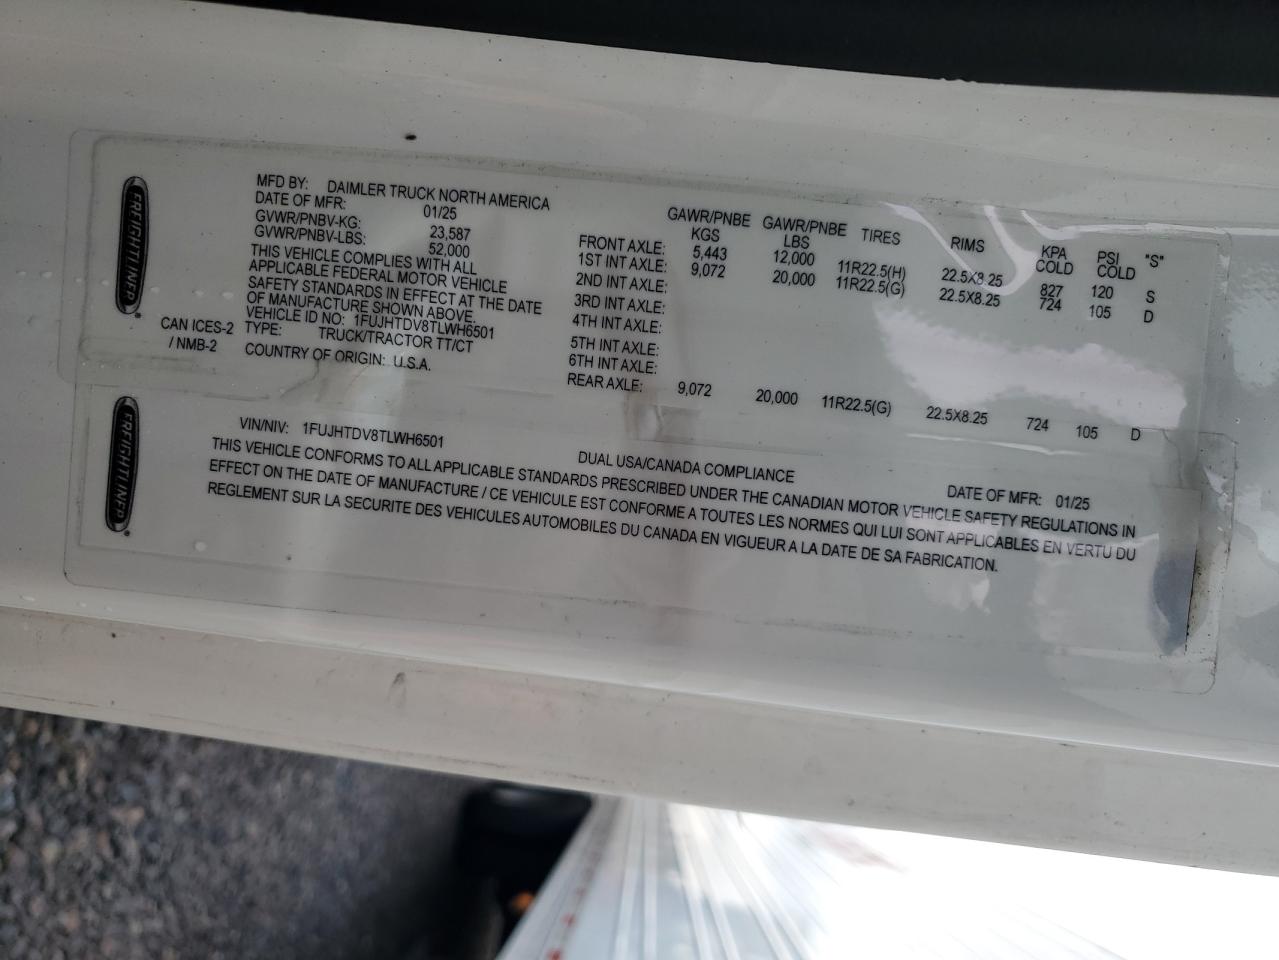 FREIGHTLINER
MFD BY: DAIMLER TRUCK NORTH AMERICA
DATE OF MFR: 01/25
GVWR/PNBV-KG: 23,587
GVWR/PNBV-LBS: 52,000
THIS VEHICLE COMPLIES WITH ALL
APPLICABLE FEDERAL MOTOR VEHICLE
SAFETY STANDARDS IN EFFECT AT THE DATE
OF MANUFACTURE SHOWN ABOVE.
VEHICLE ID NO: 1FUJHTDV8TLWH6501
TYPE: TRUCK/TRACTOR TT/CT
COUNTRY OF ORIGIN: U.S.A.
CAN ICES-2
/ NMB-2
GAWR/PNBE KGS GAWR/PNBE LBS TIRES RIMS KPA COLD PSI COLD "S"
FRONT AXLE: 5,443 12,000 11R22.5(H) 22.5X8.25 827 120 S
1ST INT AXLE: 9,072 20,000 11R22.5(G) 22.5X8.25 724 105 D
2ND INT AXLE:
3RD INT AXLE:
4TH INT AXLE:
5TH INT AXLE:
6TH INT AXLE:
REAR AXLE: 9,072 20,000 11R22.5(G) 22.5X8.25 724 105 D
FREIGHTLINER
VIN/NIV: 1FUJHTDV8TLWH6501 DUAL USA/CANADA COMPLIANCE DATE OF MFR: 01/25
THIS VEHICLE CONFORMS TO ALL APPLICABLE STANDARDS PRESCRIBED UNDER THE CANADIAN MOTOR VEHICLE SAFETY REGULATIONS IN
EFFECT ON THE DATE OF MANUFACTURE / CE VEHICULE EST CONFORME A TOUTES LES NORMES QUI LUI SONT APPLICABLES EN VERTU DU
REGLEMENT SUR LA SECURITE DES VEHICULES AUTOMOBILES DU CANADA EN VIGUEUR A LA DATE DE SA FABRICATION.